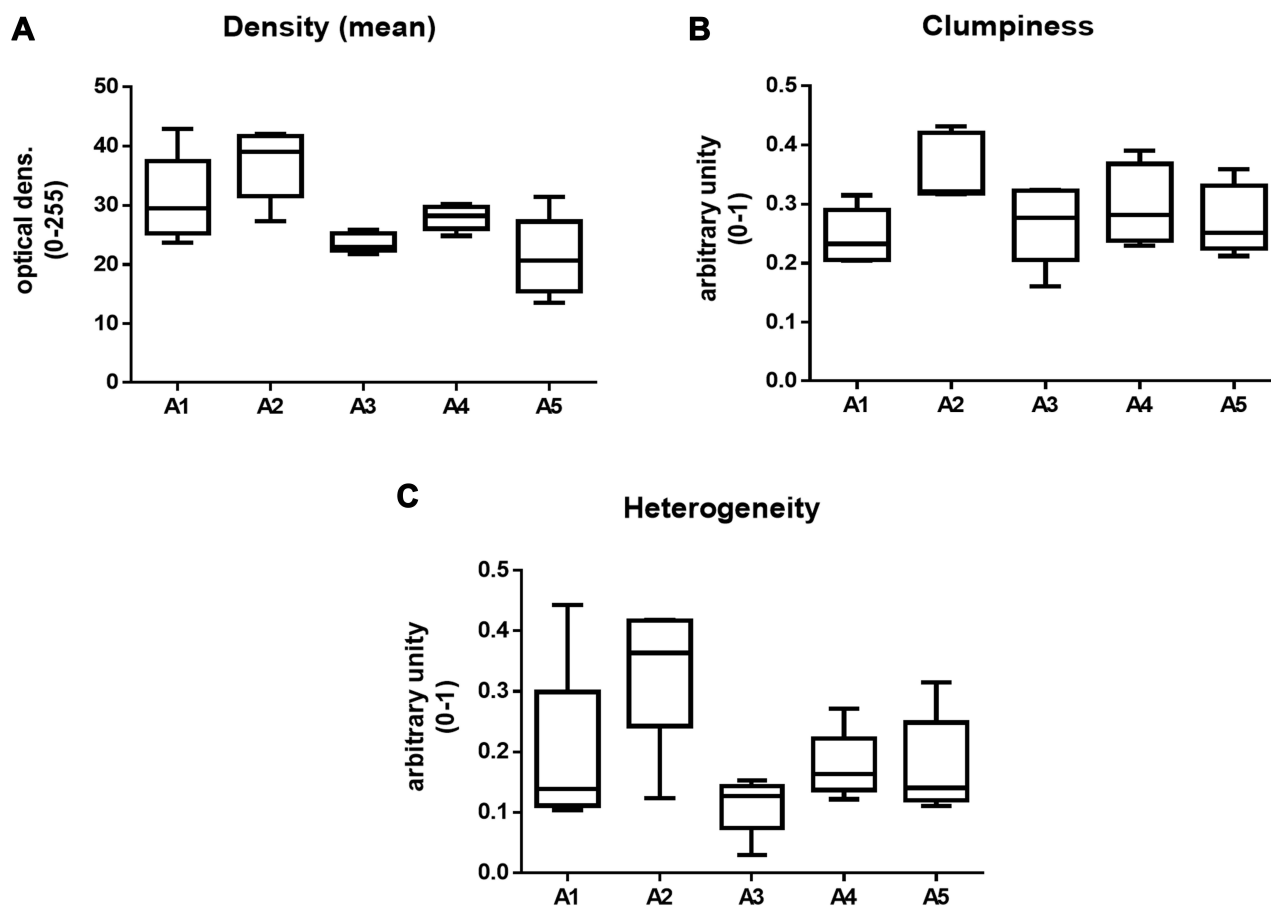 A
Density (mean)
optical dens.
(0-255)
50
40
30
20
10
0
A1 A2 A3 A4 A5
B
Clumpiness
arbitrary unity
(0-1)
0.5
0.4
0.3
0.2
0.1
0.0
A1 A2 A3 A4 A5
C
Heterogeneity
arbitrary unity
(0-1)
0.5
0.4
0.3
0.2
0.1
0.0
A1 A2 A3 A4 A5